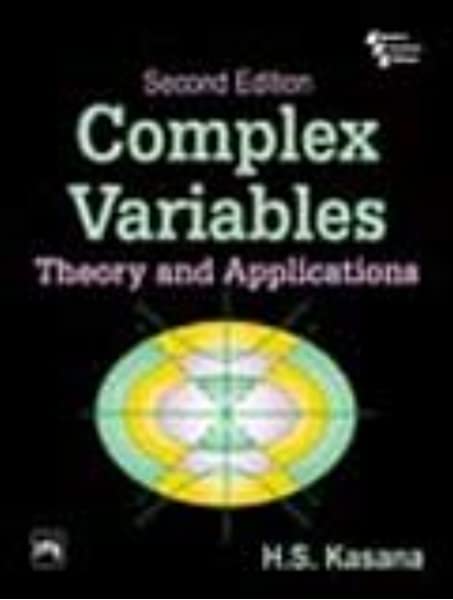 Second Edition
Complex
Variables
Theory and Applications
H.S. Kasana